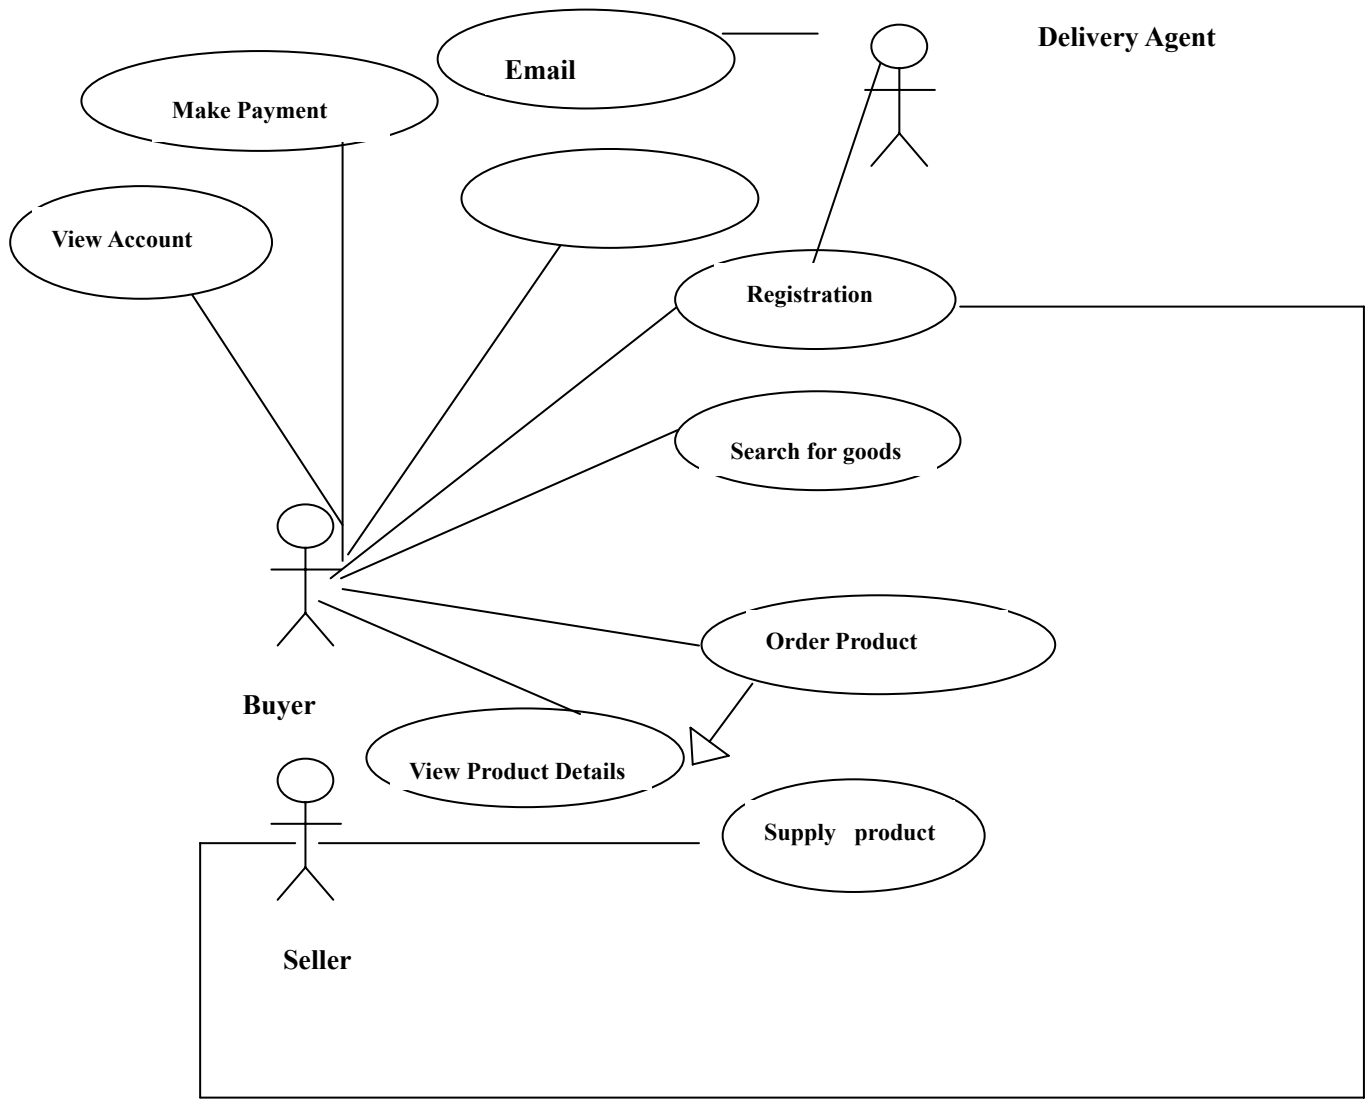 Delivery Agent
Email
Make Payment
View Account
Registration
Search for goods
Order Product
Buyer
View Product Details
Supply product
Seller